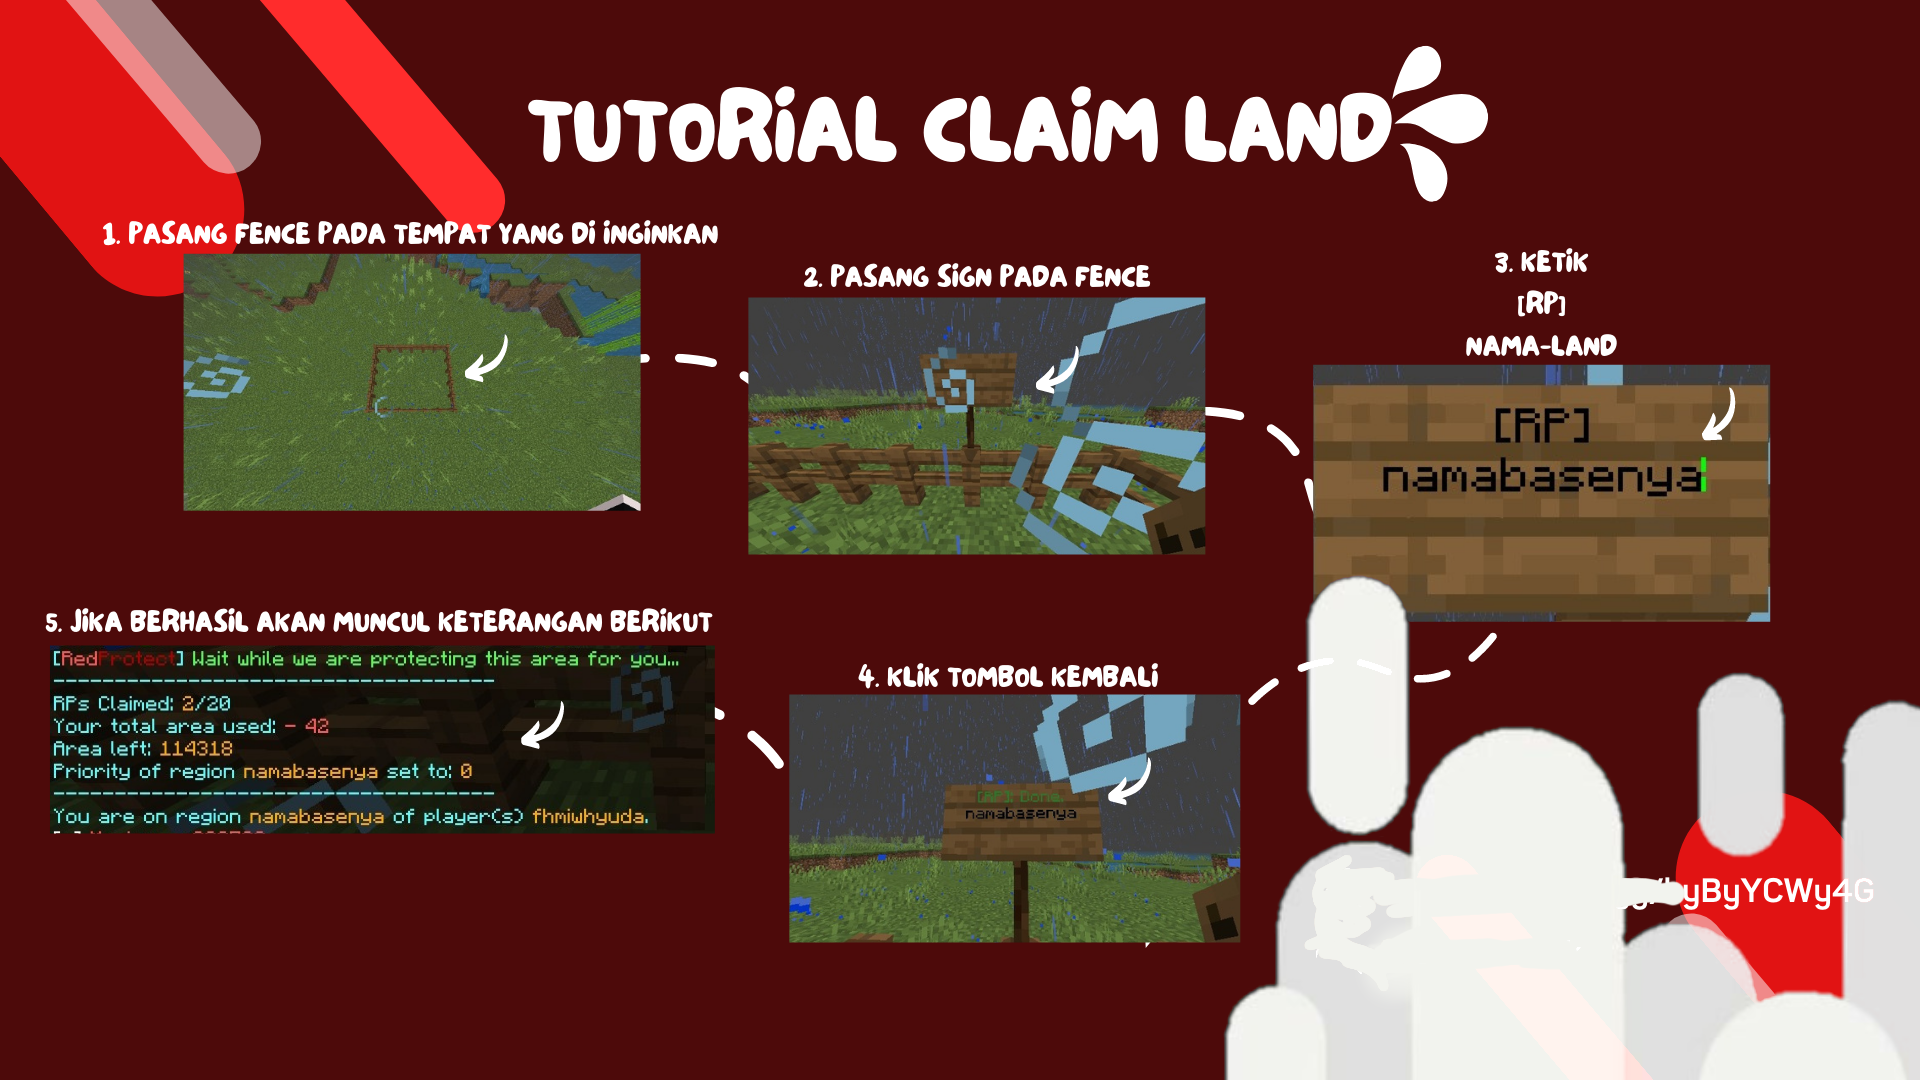 TUTORIAL CLAIM LAND
1. PASANG FENCE PADA TEMPAT YANG DI INGINKAN
2. PASANG SIGN PADA FENCE
3. KETIK
[RP]
NAMA-LAND
[RP]
namabasenya
4. KLIK TOMBOL KEMBALI
[RP] Done.
namabasenya
5. JIKA BERHASIL AKAN MUNCUL KETERANGAN BERIKUT
[RedProtect] Wait while we are protecting this area for you...
---------------------------------------
RPs Claimed: 2/20
Your total area used: - 42
Area left: 114318
Priority of region namabasenya set to: 0
---------------------------------------
You are on region namabasenya of player(s) fhmiwhyuda.
yByYCWy4G